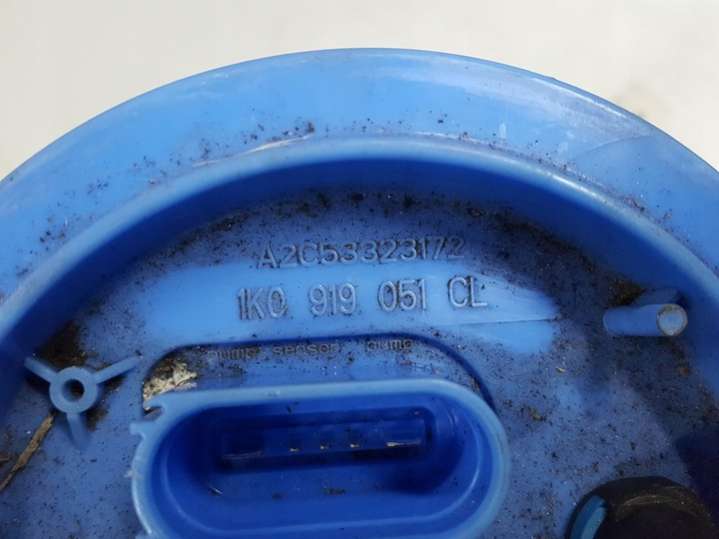 A2C53323172
1K0 919 051 CL
pump sensor pump